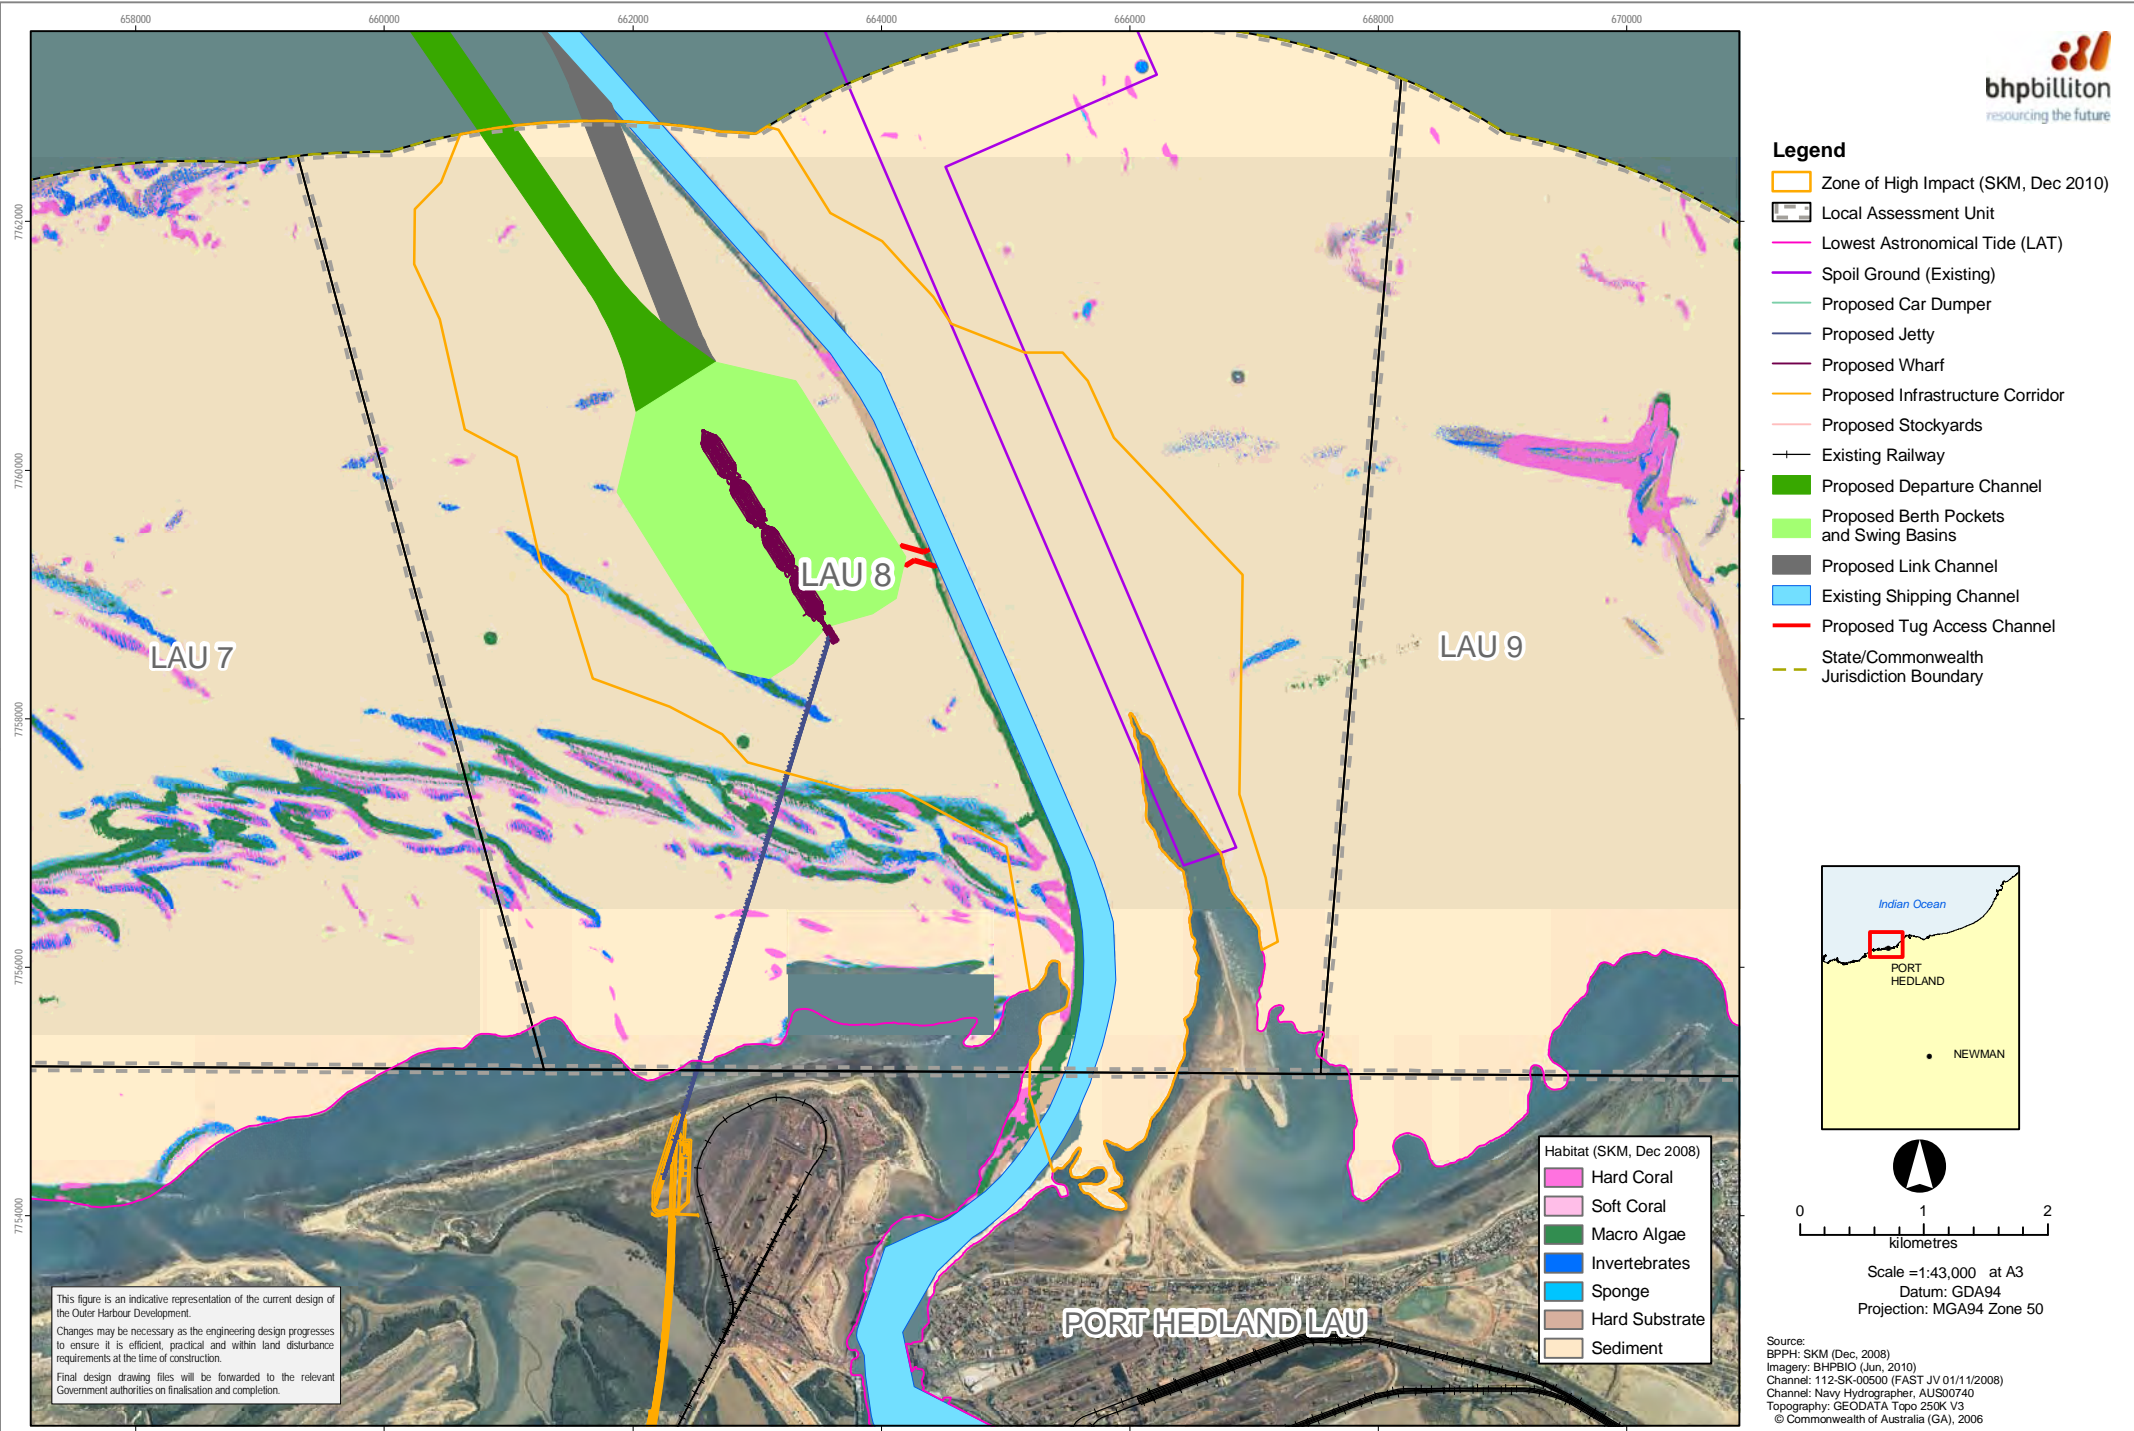 658000
660000
662000
664000
666000
668000
670000
7762000
7760000
7758000
7756000
7754000
LAU 7
LAU 8
LAU 9
PORT HEDLAND LAU
This figure is an indicative representation of the current design of
the Outer Harbour Development.
Changes may be necessary as the engineering design progresses
to ensure it is efficient, practical and within land disturbance
requirements at the time of construction.
Final design drawing files will be forwarded to the relevant
Government authorities on finalisation and completion.
Habitat (SKM, Dec 2008)
Hard Coral
Soft Coral
Macro Algae
Invertebrates
Sponge
Hard Substrate
Sediment
bhpbilliton
resourcing the future
Legend
Zone of High Impact (SKM, Dec 2010)
Local Assessment Unit
Lowest Astronomical Tide (LAT)
Spoil Ground (Existing)
Proposed Car Dumper
Proposed Jetty
Proposed Wharf
Proposed Infrastructure Corridor
Proposed Stockyards
Existing Railway
Proposed Departure Channel
Proposed Berth Pockets
and Swing Basins
Proposed Link Channel
Existing Shipping Channel
Proposed Tug Access Channel
State/Commonwealth
Jurisdiction Boundary
Indian Ocean
PORT
HEDLAND
NEWMAN
0 1 2
kilometres
Scale =1:43,000 at A3
Datum: GDA94
Projection: MGA94 Zone 50
Source:
BPPH: SKM (Dec, 2008)
Imagery: BHPBIO (Jun, 2010)
Channel: 112-SK-00500 (FAST JV 01/11/2008)
Channel: Navy Hydrographer, AUS00740
Topography: GEODATA Topo 250K V3
© Commonwealth of Australia (GA), 2006